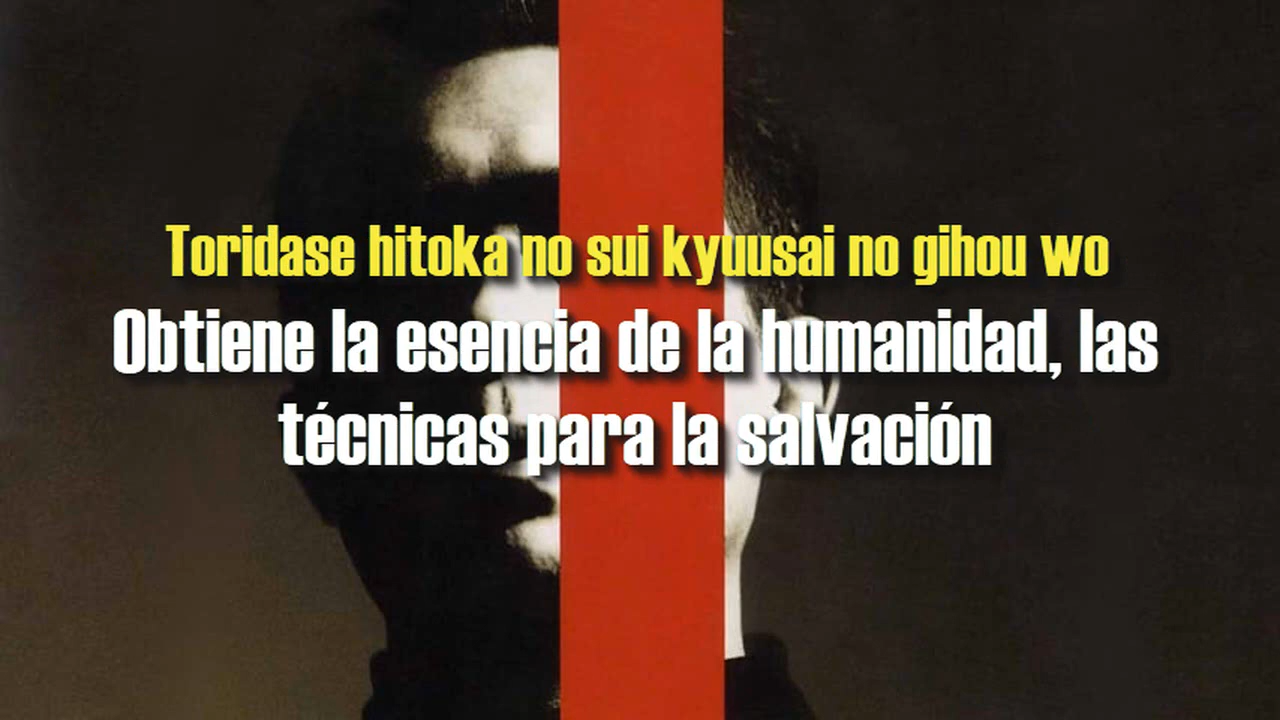 Toridase hitoka no sui kyuusai no gihou wo
Obtiene la esencia de la humanidad, las
técnicas para la salvación